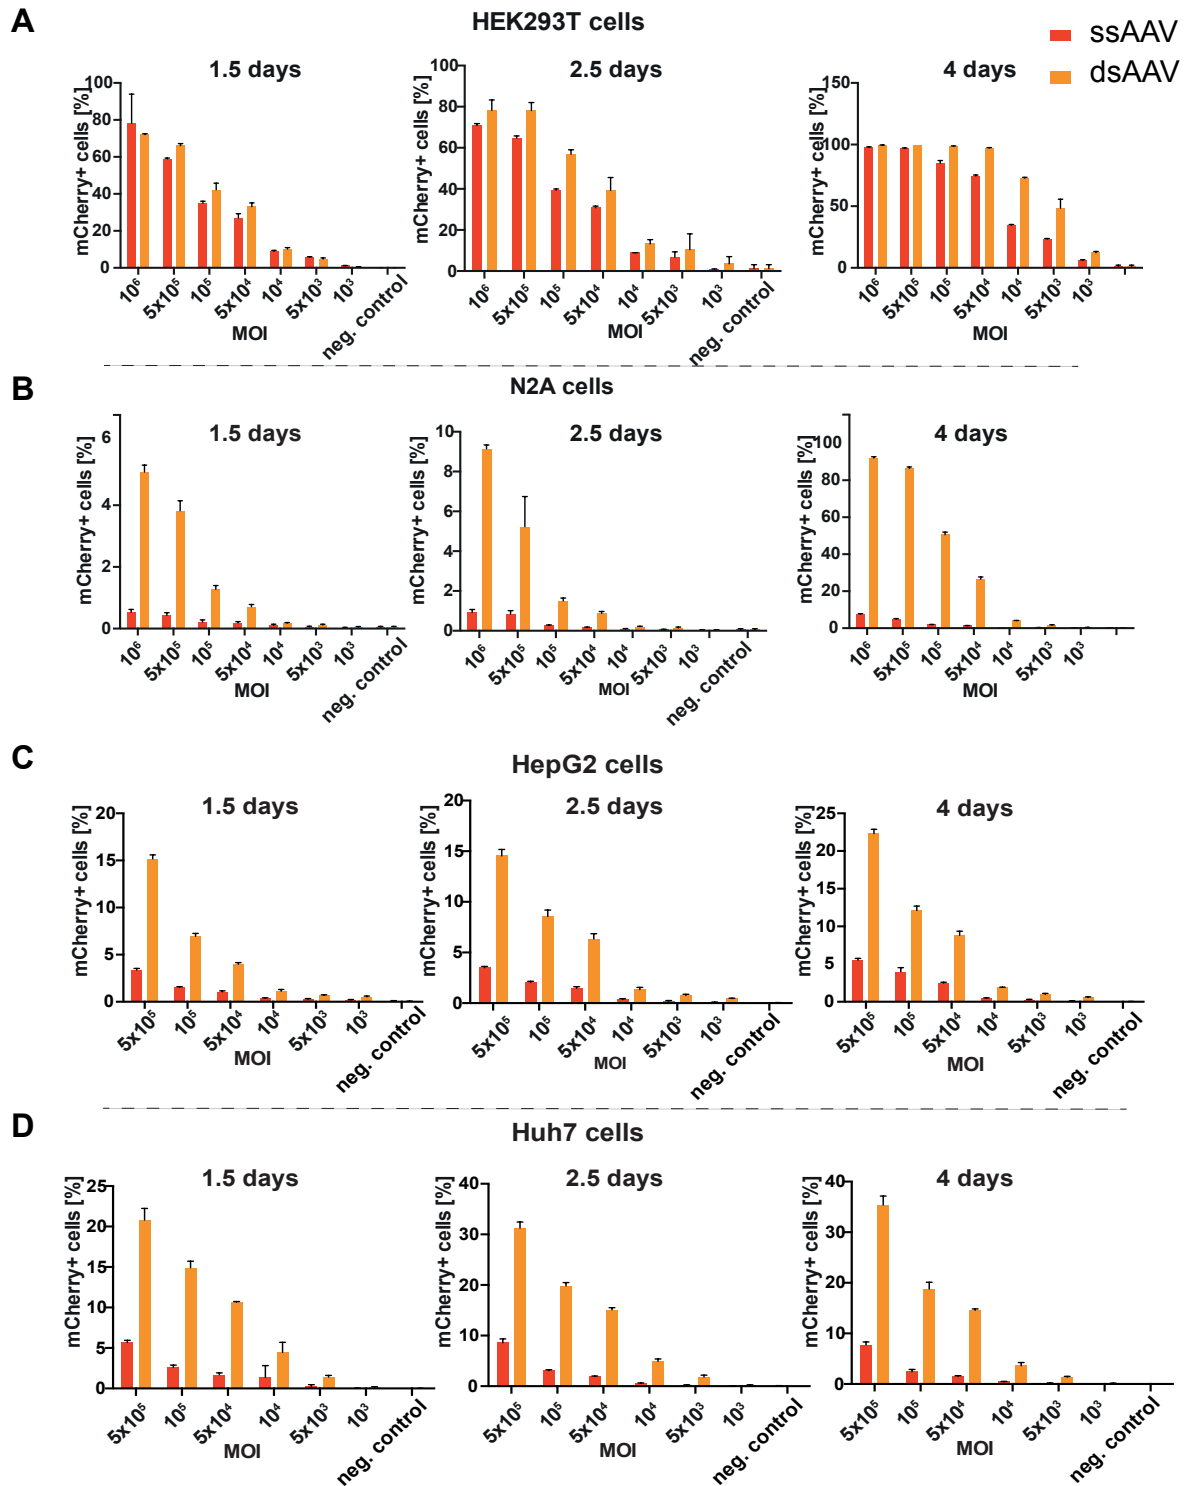 A
HEK293T cells
ssAAV
dsAAV
1.5 days
2.5 days
4 days
mCherry+ cells [%]
100
80
60
40
20
0
10⁶
5x10⁵
10⁵
5x10⁴
10⁴
5x10³
10³
neg. control
MOI
mCherry+ cells [%]
100
80
60
40
20
0
10⁶
5x10⁵
10⁵
5x10⁴
10⁴
5x10³
10³
neg. control
MOI
mCherry+ cells [%]
150
100
50
0
10⁶
5x10⁵
10⁵
5x10⁴
10⁴
5x10³
10³
MOI
B
N2A cells
1.5 days
2.5 days
4 days
mCherry+ cells [%]
6
4
2
0
10⁶
5x10⁵
10⁵
5x10⁴
10⁴
5x10³
10³
neg. control
MOI
mCherry+ cells [%]
10
8
6
4
2
0
10⁶
5x10⁵
10⁵
5x10⁴
10⁴
5x10³
10³
neg. control
MOI
mCherry+ cells [%]
100
80
60
40
20
0
10⁶
5x10⁵
10⁵
5x10⁴
10⁴
5x10³
10³
MOI
C
HepG2 cells
1.5 days
2.5 days
4 days
mCherry+ cells [%]
20
15
10
5
0
5x10⁵
10⁵
5x10⁴
10⁴
5x10³
10³
neg. control
MOI
mCherry+ cells [%]
20
15
10
5
0
5x10⁵
10⁵
5x10⁴
10⁴
5x10³
10³
neg. control
MOI
mCherry+ cells [%]
25
20
15
10
5
0
5x10⁵
10⁵
5x10⁴
10⁴
5x10³
10³
neg. control
MOI
D
Huh7 cells
1.5 days
2.5 days
4 days
mCherry+ cells [%]
25
20
15
10
5
0
5x10⁵
10⁵
5x10⁴
10⁴
5x10³
10³
neg. control
MOI
mCherry+ cells [%]
40
30
20
10
0
5x10⁵
10⁵
5x10⁴
10⁴
5x10³
10³
neg. control
MOI
mCherry+ cells [%]
40
30
20
10
0
5x10⁵
10⁵
5x10⁴
10⁴
5x10³
10³
neg. control
MOI